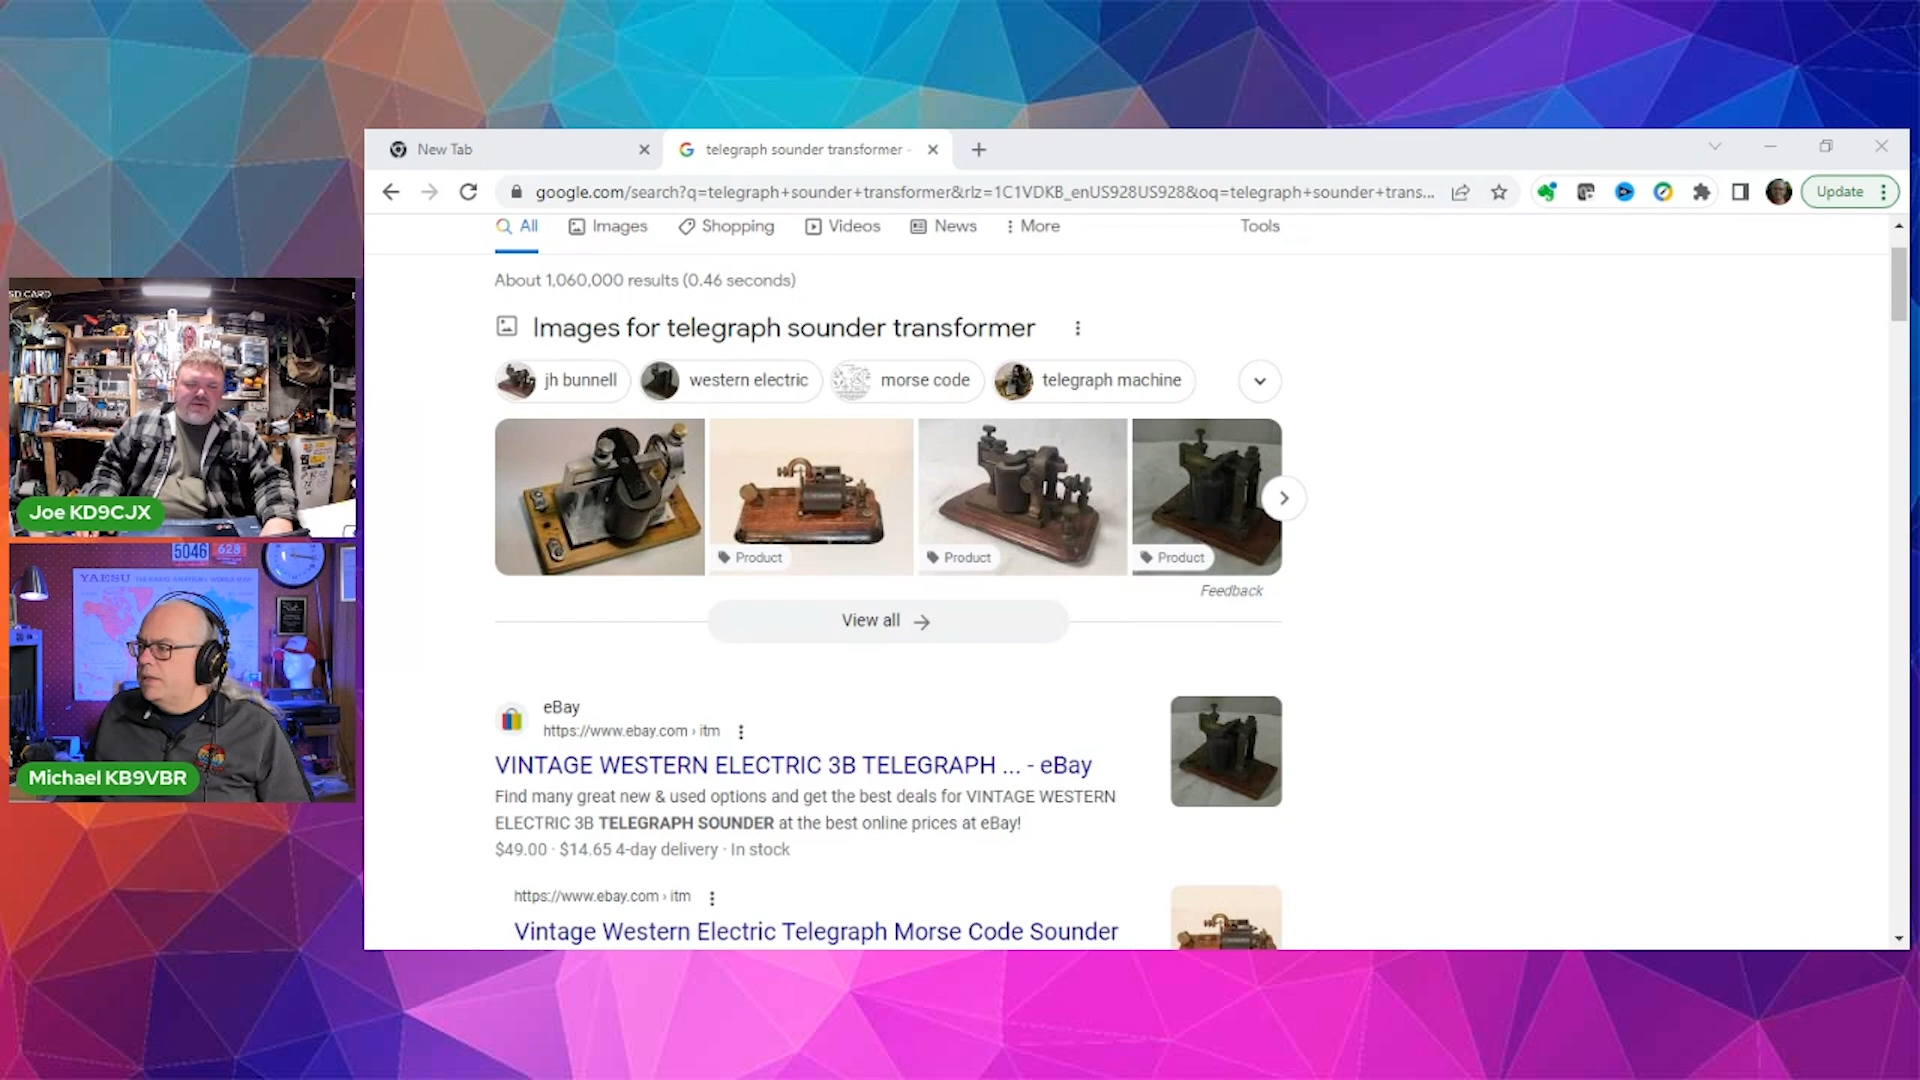 New Tab
telegraph sounder transformer -
google.com/search?q=telegraph+sounder+transformer&rlz=1C1VDKB_enUS928US928&oq=telegraph+sounder+trans...
Update
All
Images
Shopping
Videos
News
More
Tools
About 1,060,000 results (0.46 seconds)
Images for telegraph sounder transformer
jh bunnell
western electric
morse code
telegraph machine
Product
Product
Product
Feedback
View all
eBay
https://www.ebay.com › itm
VINTAGE WESTERN ELECTRIC 3B TELEGRAPH ... - eBay
Find many great new & used options and get the best deals for VINTAGE WESTERN
ELECTRIC 3B TELEGRAPH SOUNDER at the best online prices at eBay!
$49.00 · $14.65 4-day delivery · In stock
https://www.ebay.com › itm
Vintage Western Electric Telegraph Morse Code Sounder
SD CARD
Joe KD9CJX
5046
628
YAESU
Michael KB9VBR